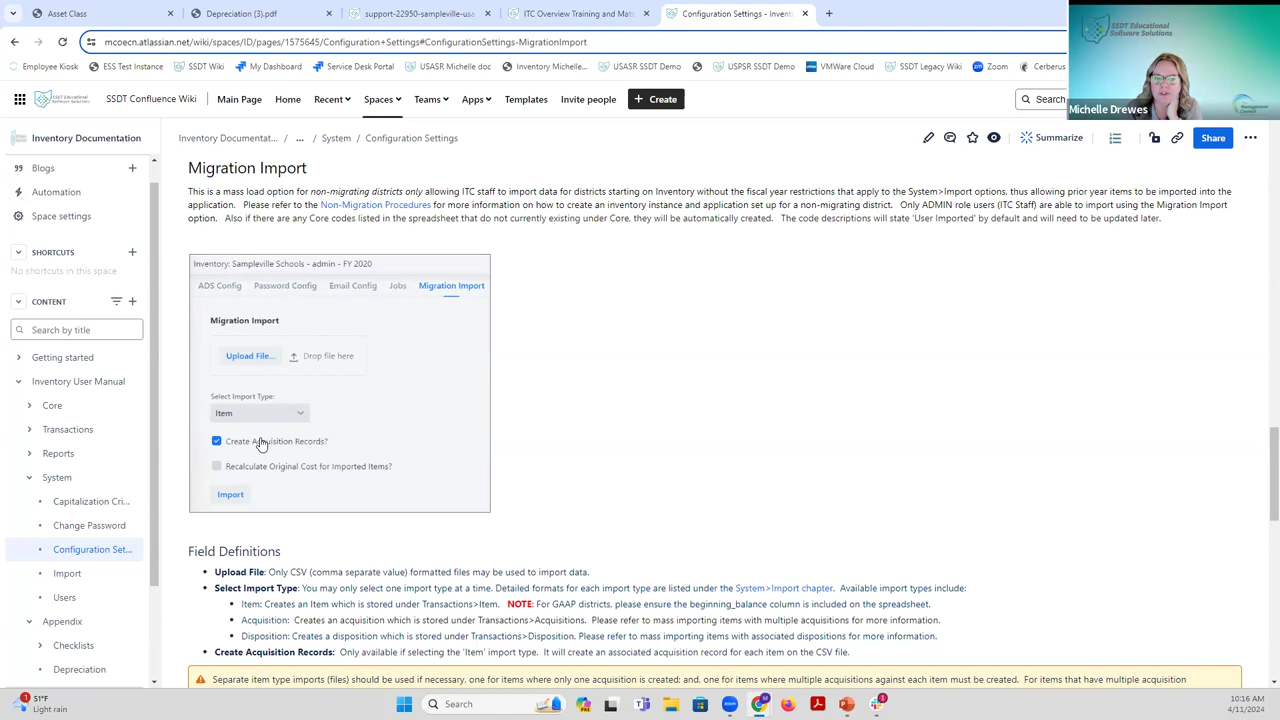 Employee Kiosk
Depreciation (3).pdf
support-22950-sampleville-usa
ITC Overview Training and Mat
Configuration Settings - Invent
mcoecn.atlassian.net/wiki/spaces/ID/pages/1575645/Configuration+Settings#ConfigurationSettings-MigrationImport
Employee Kiosk ESS Test Instance SSDT Wiki My Dashboard Service Desk Portal USASR Michelle doc Inventory Michelle... USASR SSDT Demo USPSR SSDT Demo VMWare Cloud SSDT Legacy Wiki Zoom Cerberus
SSDT Educational
Software Solutions
Management
Council
Michelle Drewes
SSDT Confluence Wiki Main Page Home Recent Spaces Teams Apps Templates Invite people + Create Search
Inventory Documentation
Inventory Documentat... / ... / System / Configuration Settings
Summarize Share
Blogs
Automation
Space settings
SHORTCUTS
No shortcuts in this space
CONTENT
Search by title
Getting started
Inventory User Manual
Core
Transactions
Reports
System
Capitalization Cri...
Change Password
Configuration Set...
Import
Users
Appendix
Checklists
Depreciation
Migration Import
This is a mass load option for non-migrating districts only allowing ITC staff to import data for districts starting on Inventory without the fiscal year restrictions that apply to the System>Import options, thus allowing prior year items to be imported into the
application. Please refer to the Non-Migration Procedures for more information on how to create an inventory instance and application set up for a non-migrating district. Only ADMIN role users (ITC Staff) are able to import using the Migration Import
option. Also if there are any Core codes listed in the spreadsheet that do not currently existing under Core, they will be automatically created. The code descriptions will state 'User Imported' by default and will need to be updated later.
Inventory: Sampleville Schools - admin - FY 2020
ADS Config Password Config Email Config Jobs Migration Import
Migration Import
Upload File... Drop file here
Select Import Type:
Item
Create Acquisition Records?
Recalculate Original Cost for Imported Items?
Import
Field Definitions
Upload File: Only CSV (comma separate value) formatted files may be used to import data.
Select Import Type: You may only select one import type at a time. Detailed formats for each import type are listed under the System>Import chapter. Available import types include:
Item: Creates an Item which is stored under Transactions>Item. NOTE: For GAAP districts, please ensure the beginning_balance column is included on the spreadsheet.
Acquisition: Creates an acquisition which is stored under Transactions>Acquisitions. Please refer to mass importing items with multiple acquisitions for more information.
Disposition: Creates a disposition which is stored under Transactions>Disposition. Please refer to mass importing items with associated dispositions for more information.
Create Acquisition Records: Only available if selecting the 'Item' import type. It will create an associated acquisition record for each item on the CSV file.
Separate item type imports (files) should be used if necessary, one for items where only one acquisition is created; and, one for items where multiple acquisitions against each item must be created. For items that have multiple acquisition
1
51°F
Light rain
Search
1
10:16 AM
4/11/2024